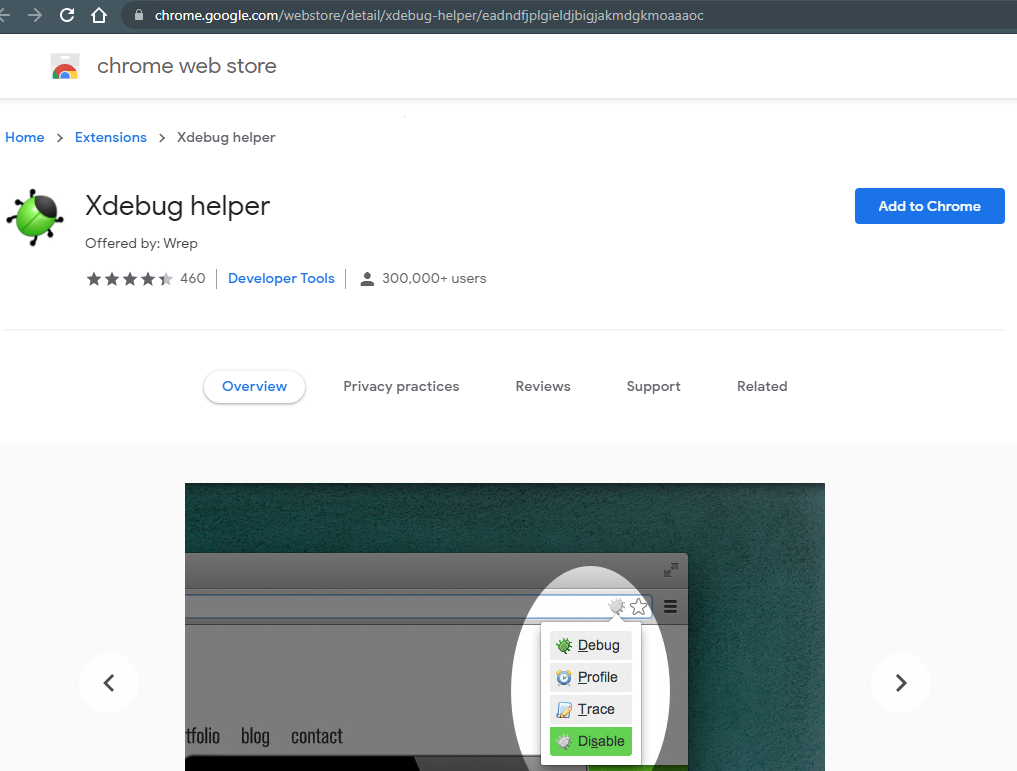 chrome.google.com/webstore/detail/xdebug-helper/eadndfjplgieldjbigjakmdgkmoaaaoc
chrome web store
Home > Extensions > Xdebug helper
Xdebug helper
Add to Chrome
Offered by: Wrep
460 | Developer Tools | 300,000+ users
Overview Privacy practices Reviews Support Related
Debug
Profile
Trace
Disable
tfolio blog contact